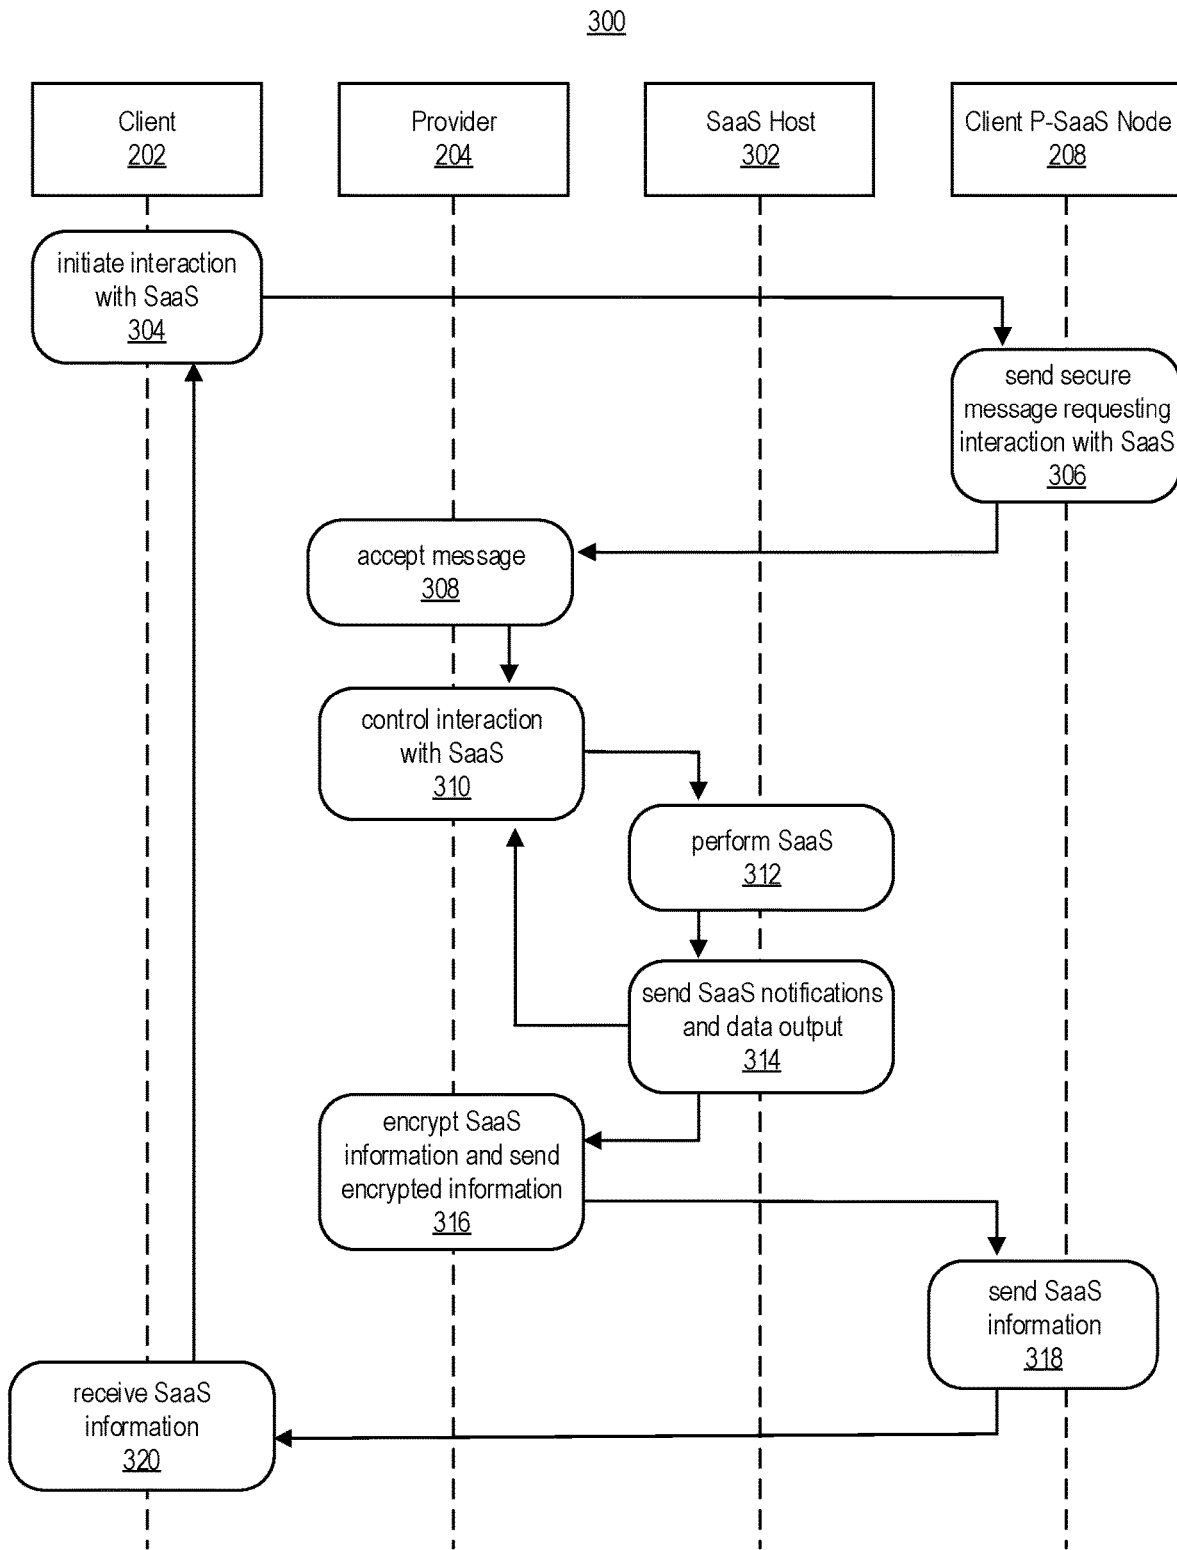 300
Client
202
Provider
204
SaaS Host
302
Client P-SaaS Node
208
initiate interaction
with SaaS
304
send secure
message requesting
interaction with SaaS
306
accept message
308
control interaction
with SaaS
310
perform SaaS
312
send SaaS notifications
and data output
314
encrypt SaaS
information and send
encrypted information
316
send SaaS
information
318
receive SaaS
information
320